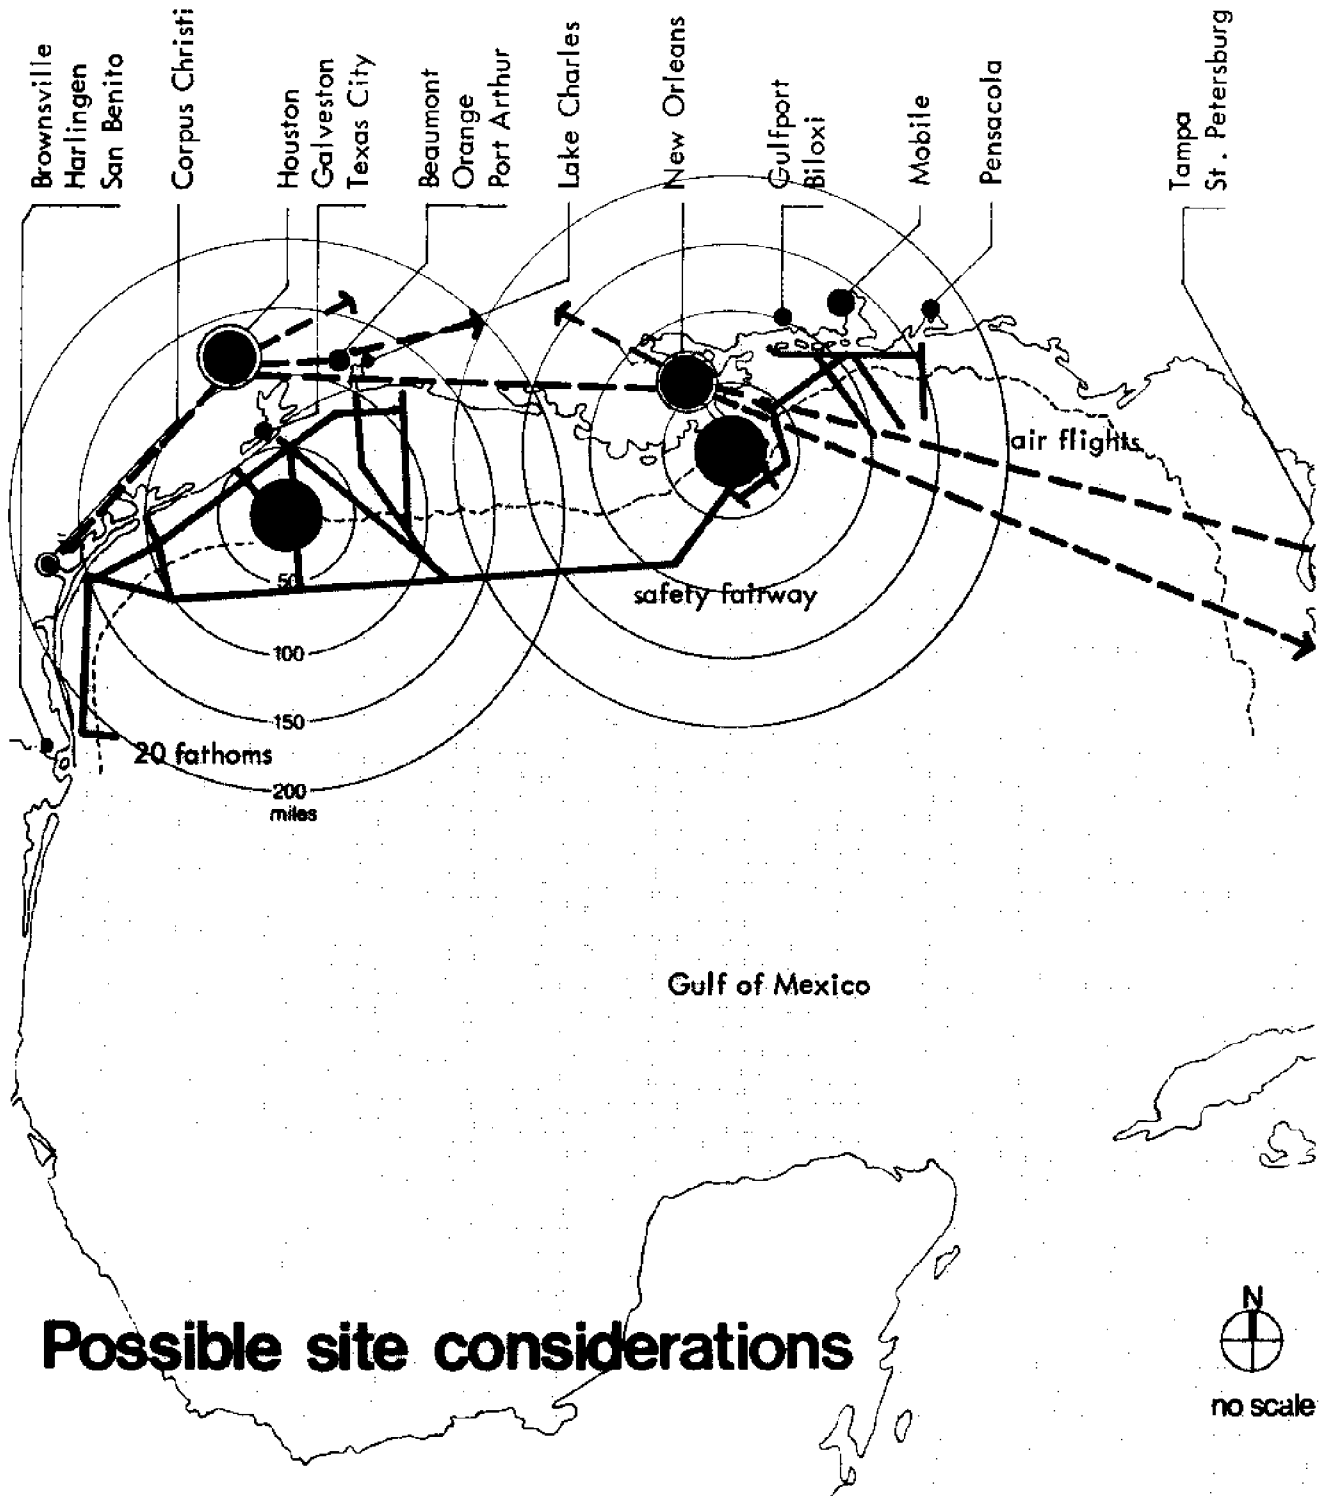 Brownsville
Harlingen
San Benito
Corpus Christi
Houston
Galveston
Texas City
Beaumont
Orange
Port Arthur
Lake Charles
New Orleans
Gulfport
Biloxi
Mobile
Pensacola
Tampa
St. Petersburg
air flights
50
safety fairway
100
150
20 fathoms
200
miles
Gulf of Mexico
Possible site considerations
N
no scale